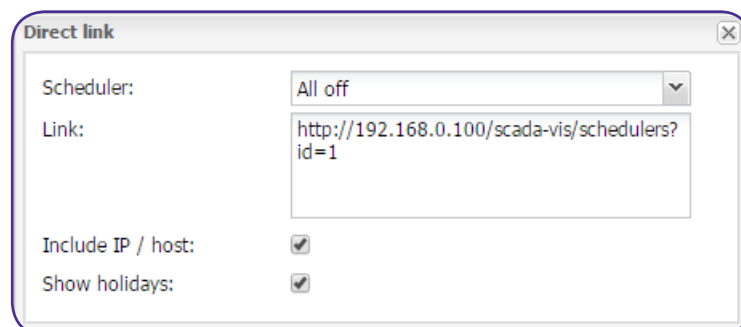 Direct link
Scheduler: All off
Link: http://192.168.0.100/scada-vis/schedulers?
id=1
Include IP / host:
Show holidays: